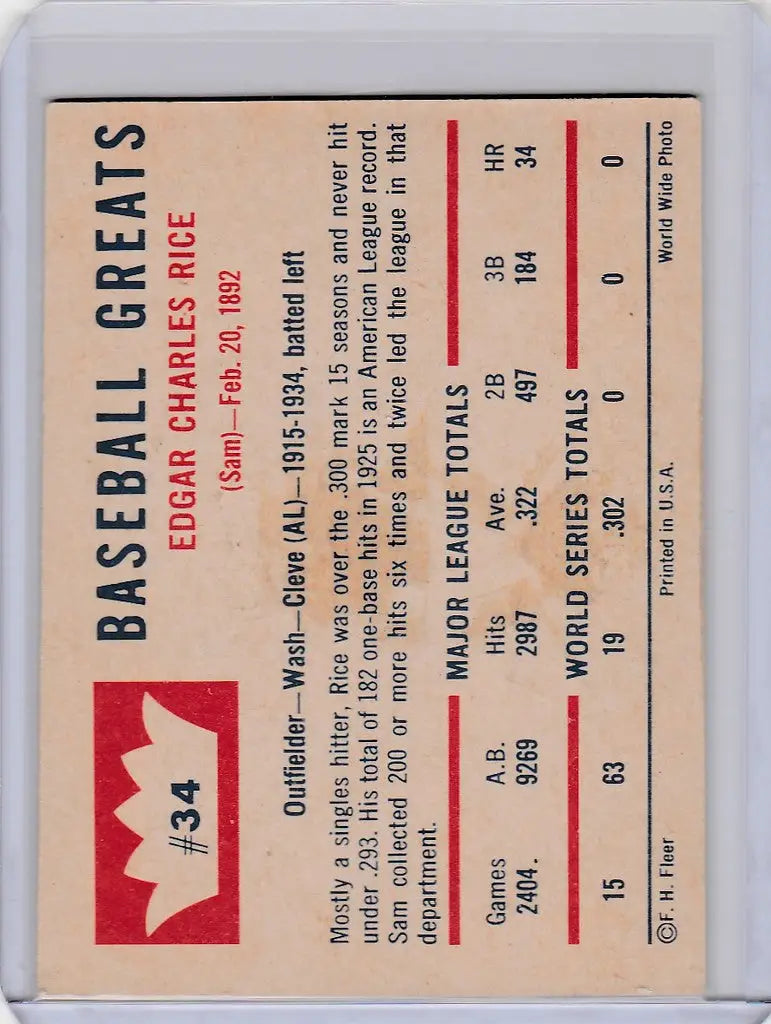 #34
BASEBALL GREATS
EDGAR CHARLES RICE
(Sam)—Feb. 20, 1892
Outfielder—Wash—Cleve (AL)—1915-1934, batted left
Mostly a singles hitter, Rice was over the .300 mark 15 seasons and never hit
under .293. His total of 182 one-base hits in 1925 is an American League record.
Sam collected 200 or more hits six times and twice led the league in that
department.
MAJOR LEAGUE TOTALS
Games A.B. Hits Ave. 2B 3B HR
2404. 9269 2987 .322 497 184 34
WORLD SERIES TOTALS
15 63 19 .302 0 0 0
©F. H. Fleer Printed in U.S.A. World Wide Photo